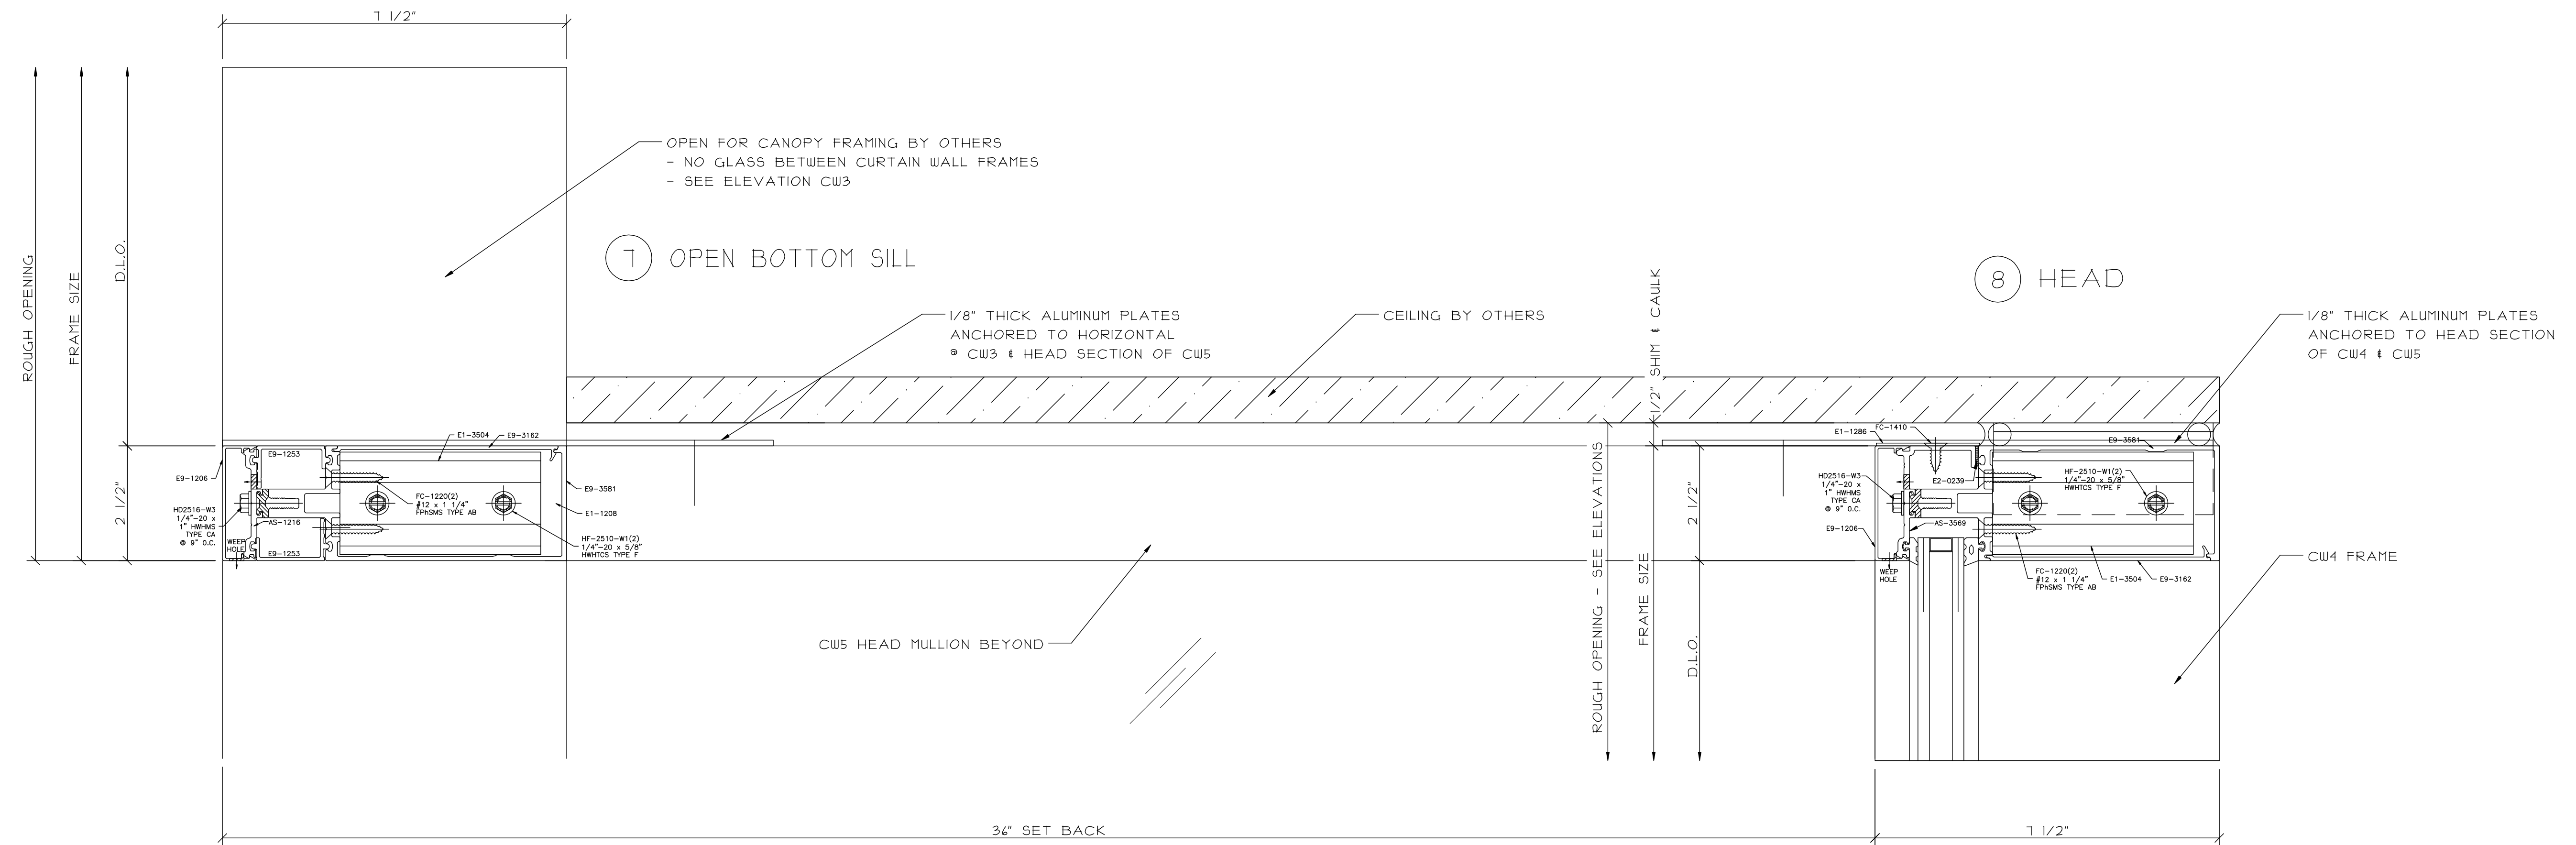 7 1/2"
OPEN FOR CANOPY FRAMING BY OTHERS
- NO GLASS BETWEEN CURTAIN WALL FRAMES
- SEE ELEVATION CW3
7 OPEN BOTTOM SILL
8 HEAD
ROUGH OPENING
FRAME SIZE
D.L.O.
2 1/2"
1/8" THICK ALUMINUM PLATES
ANCHORED TO HORIZONTAL
@ CW3 & HEAD SECTION OF CW5
CEILING BY OTHERS
1/2" SHIM & CAULK
1/8" THICK ALUMINUM PLATES
ANCHORED TO HEAD SECTION
OF CW4 & CW5
E1-3504
E9-3162
E9-1206
E9-1253
E9-3581
FC-1220(2)
#12 x 1 1/4"
FPhSMS TYPE AB
E1-1208
HD2516-W3
1/4"-20 x
1" HWHMS
TYPE CA
@ 9" O.C.
AS-1216
WEEP
HOLE
E9-1253
HF-2510-W1(2)
1/4"-20 x 5/8"
HWHTCS TYPE F
CW5 HEAD MULLION BEYOND
ROUGH OPENING - SEE ELEVATIONS
FRAME SIZE
2 1/2"
D.L.O.
FC-1410
E1-1286
E9-3581
HD2516-W3
1/4"-20 x
1" HWHMS
TYPE CA
@ 9" O.C.
E2-0239
HF-2510-W1(2)
1/4"-20 x 5/8"
HWHTCS TYPE F
E9-1206
AS-3569
WEEP
HOLE
FC-1220(2)
#12 x 1 1/4"
FPhSMS TYPE AB
E1-3504
E9-3162
CW4 FRAME
36" SET BACK
7 1/2"